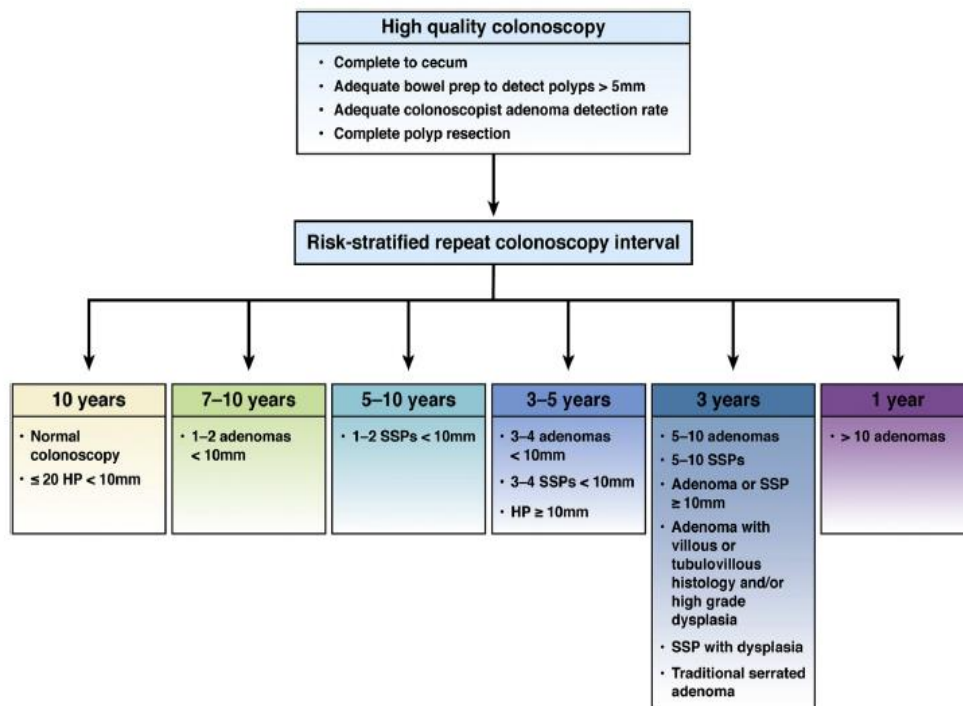 High quality colonoscopy
• Complete to cecum
• Adequate bowel prep to detect polyps > 5mm
• Adequate colonoscopist adenoma detection rate
• Complete polyp resection
Risk-stratified repeat colonoscopy interval
10 years
• Normal
colonoscopy
• ≤ 20 HP < 10mm
7–10 years
• 1–2 adenomas
< 10mm
5–10 years
• 1–2 SSPs < 10mm
3–5 years
• 3–4 adenomas
< 10mm
• 3–4 SSPs < 10mm
• HP ≥ 10mm
3 years
• 5–10 adenomas
• 5–10 SSPs
• Adenoma or SSP
≥ 10mm
• Adenoma with
villous or
tubulovillous
histology and/or
high grade
dysplasia
• SSP with dysplasia
• Traditional serrated
adenoma
1 year
• > 10 adenomas